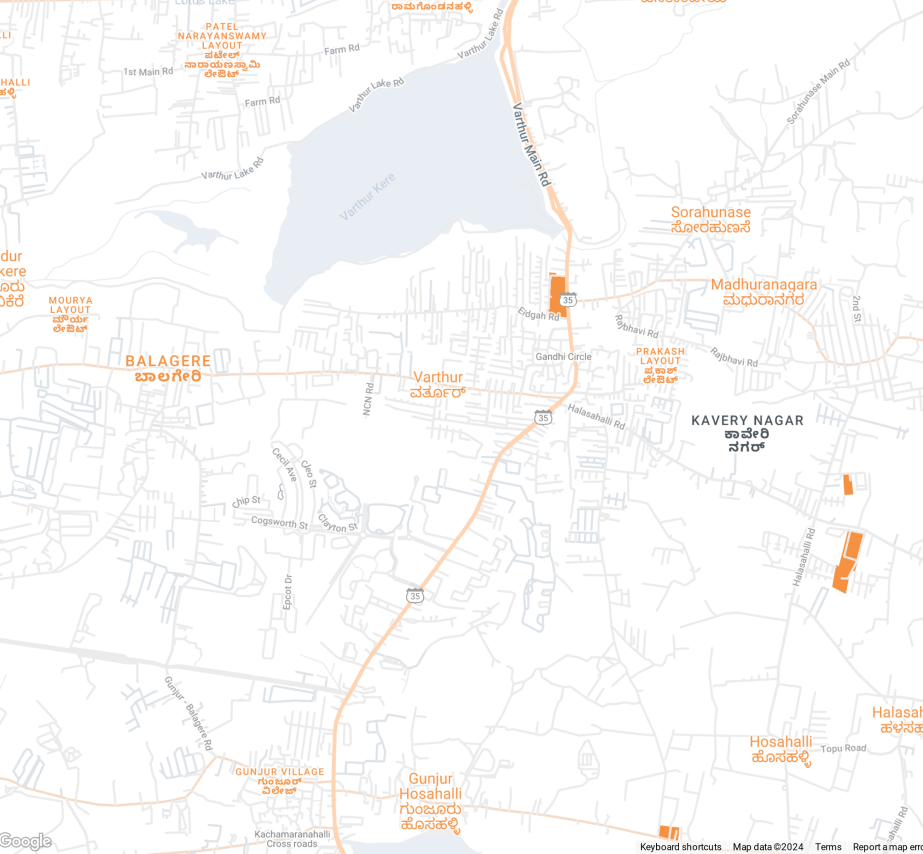 ರಾಮಗೊಂಡನಹಳ್ಳಿ
Lotus Lake
PATEL
NARAYANSWAMY
LAYOUT
ಪಟೇಲ್
ನಾರಾಯಣಸ್ವಾಮಿ
ಲೇಔಟ್
Farm Rd
Varthur Lake Rd
1st Main Rd
Varthur Lake Rd
Farm Rd
Sorahunase Main Rd
Varthur Main Rd
Varthur Lake Rd
Varthur Kere
Sorahunase
ಸೋರಹುಣಸೆ
Madhuranagara
ಮಧುರಾನಗರ
MOURYA
LAYOUT
ಮೌರ್ಯ
ಲೇಔಟ್
35
2nd St
Eidgah Rd
Rajbhavi Rd
Rajbhavi Rd
Gandhi Circle
PRAKASH
LAYOUT
ಪ್ರಕಾಶ್
ಲೇಔಟ್
BALAGERE
ಬಾಲಗೇರಿ
Varthur
ವರ್ತೂರ್
NCN Rd
35
Halasahalli Rd
KAVERY NAGAR
ಕಾವೇರಿ
ನಗರ್
Cecil Ave
Cleo St
Chip St
Cogsworth St
Clayton St
Halasahalli Rd
Epcot Dr
35
Gunjur - Balagere Rd
Hosahalli
ಹೊಸಹಳ್ಳಿ
Topu Road
GUNJUR VILLAGE
ಗುಂಜೂರ್
ವಿಲೇಜ್
Gunjur
Hosahalli
ಗುಂಜೂರು
ಹೊಸಹಳ್ಳಿ
Kachamaranahalli
Cross roads
Google
Keyboard shortcuts
Map data ©2024
Terms
Report a map erro